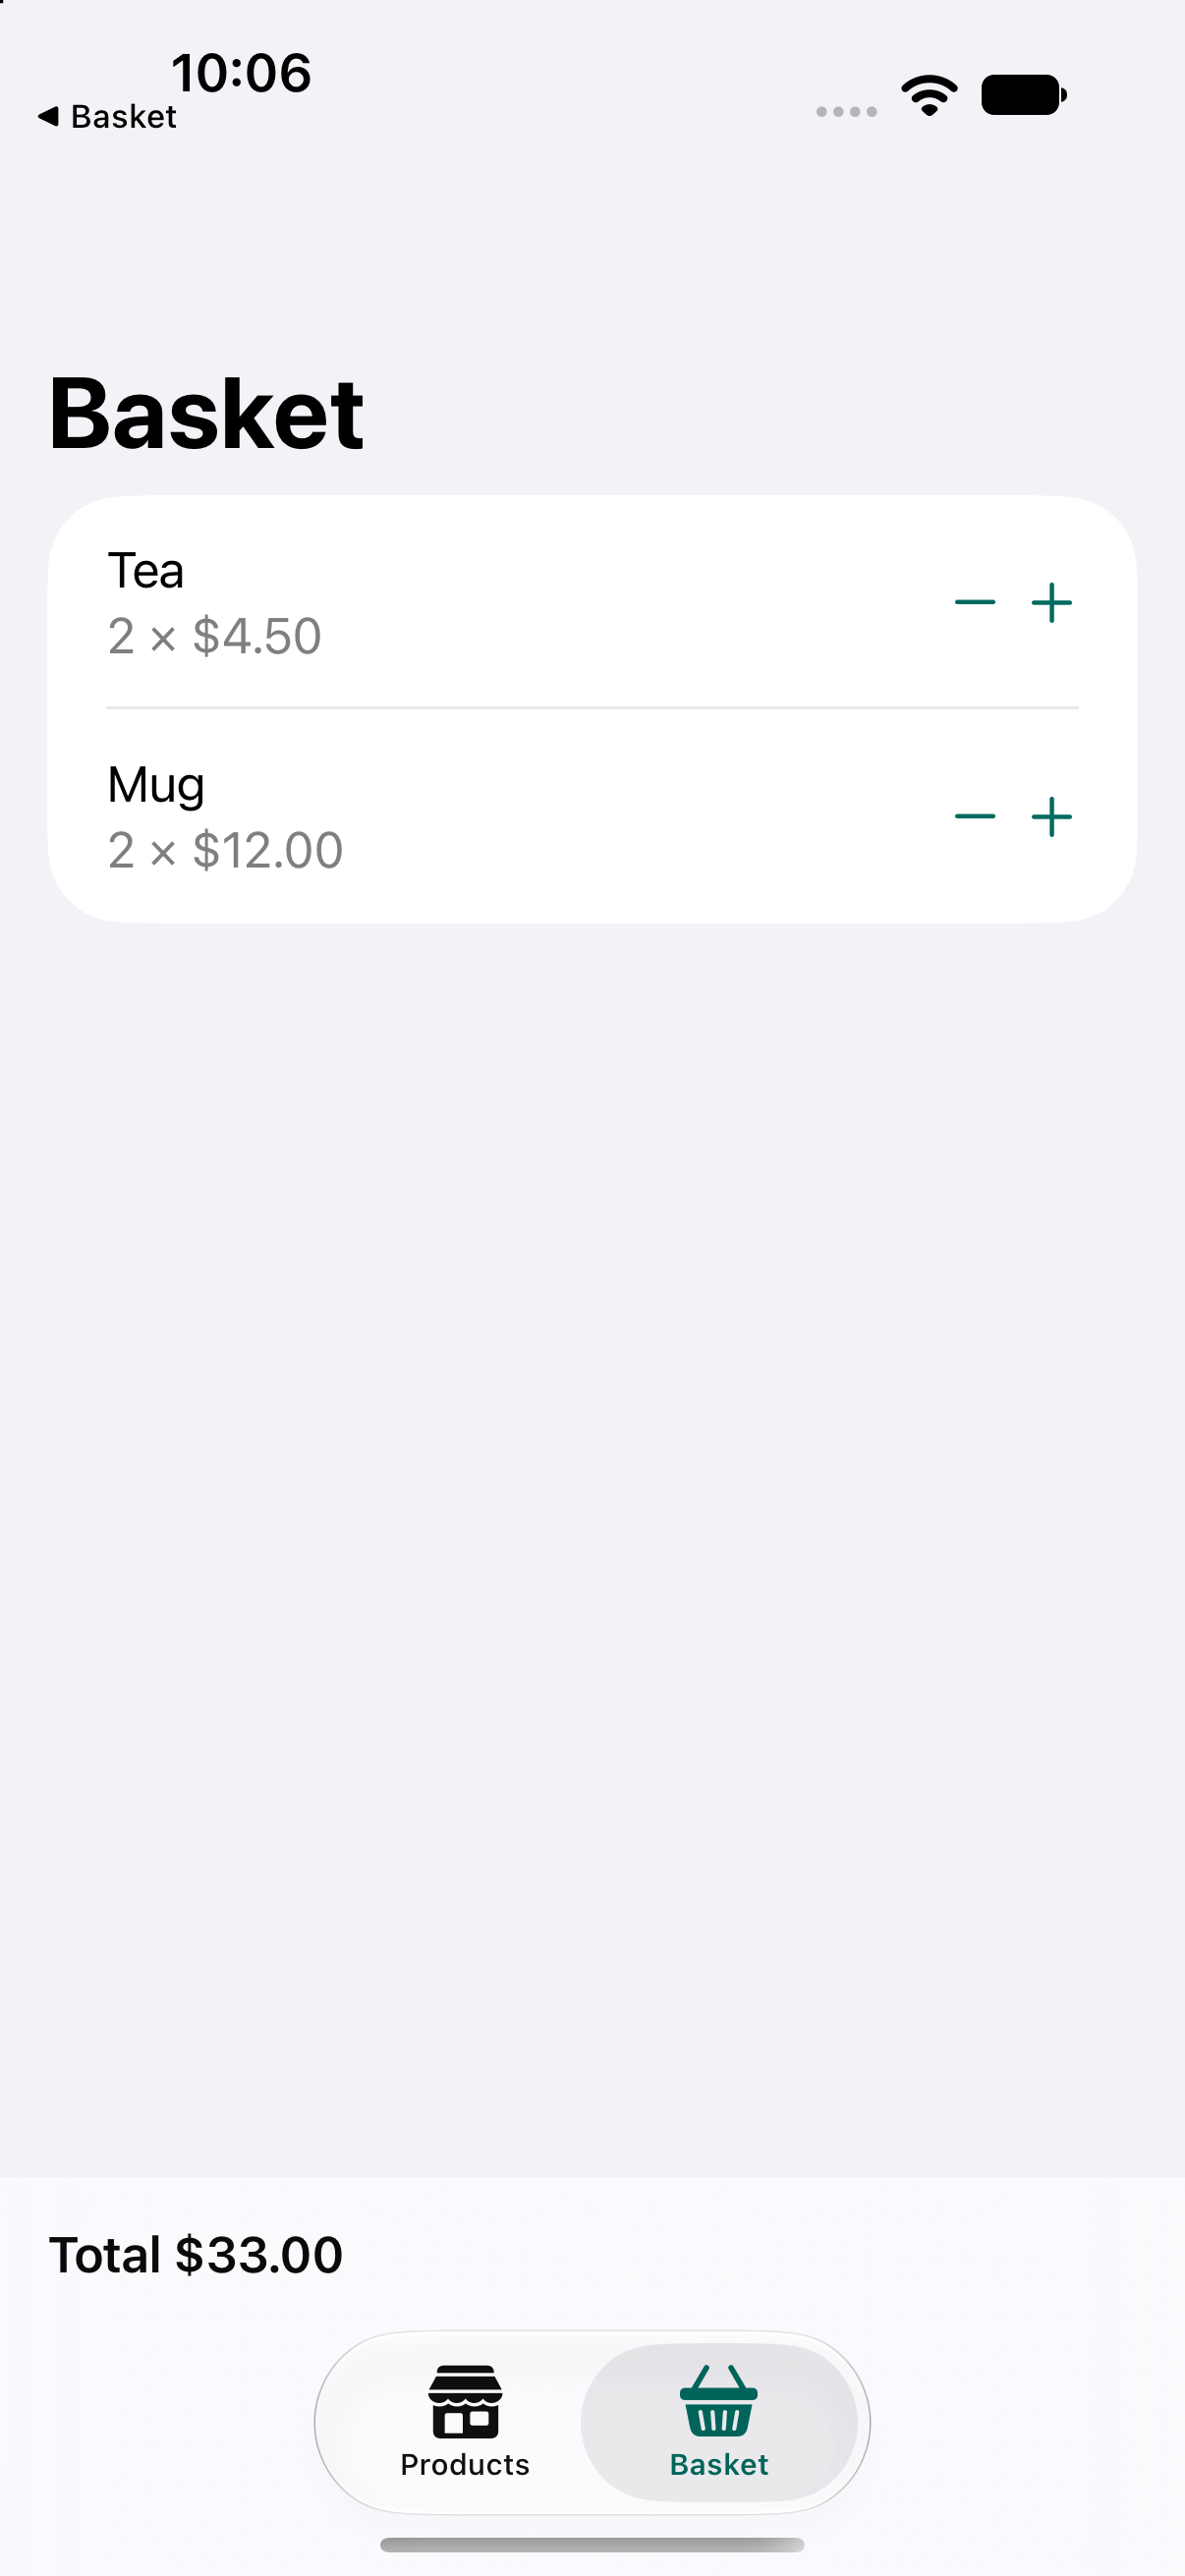 10:06
Basket
Basket
Tea
2 × $4.50
Mug
2 × $12.00
Total $33.00
Products
Basket